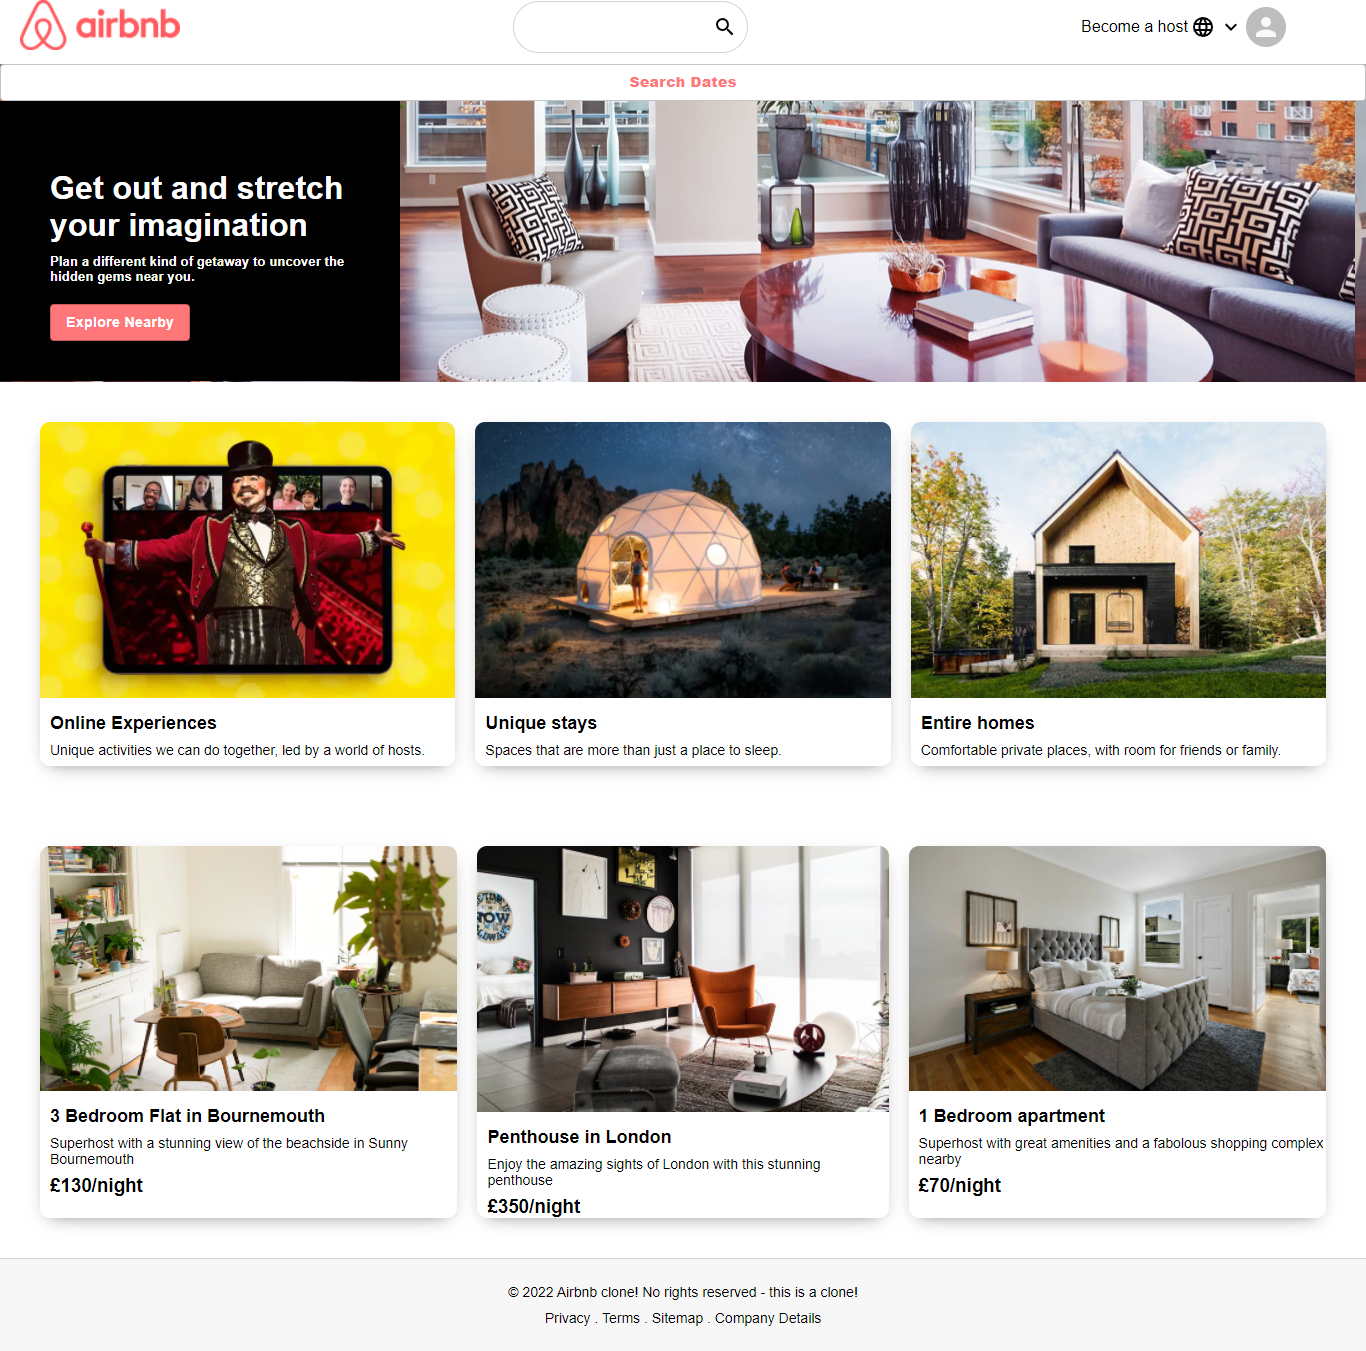 airbnb
Become a host
Search Dates
Get out and stretch
your imagination
Plan a different kind of getaway to uncover the
hidden gems near you.
Explore Nearby
Online Experiences
Unique activities we can do together, led by a world of hosts.
Unique stays
Spaces that are more than just a place to sleep.
Entire homes
Comfortable private places, with room for friends or family.
3 Bedroom Flat in Bournemouth
Superhost with a stunning view of the beachside in Sunny
Bournemouth
£130/night
NOW
Penthouse in London
Enjoy the amazing sights of London with this stunning
penthouse
£350/night
1 Bedroom apartment
Superhost with great amenities and a fabolous shopping complex
nearby
£70/night
© 2022 Airbnb clone! No rights reserved - this is a clone!
Privacy . Terms . Sitemap . Company Details